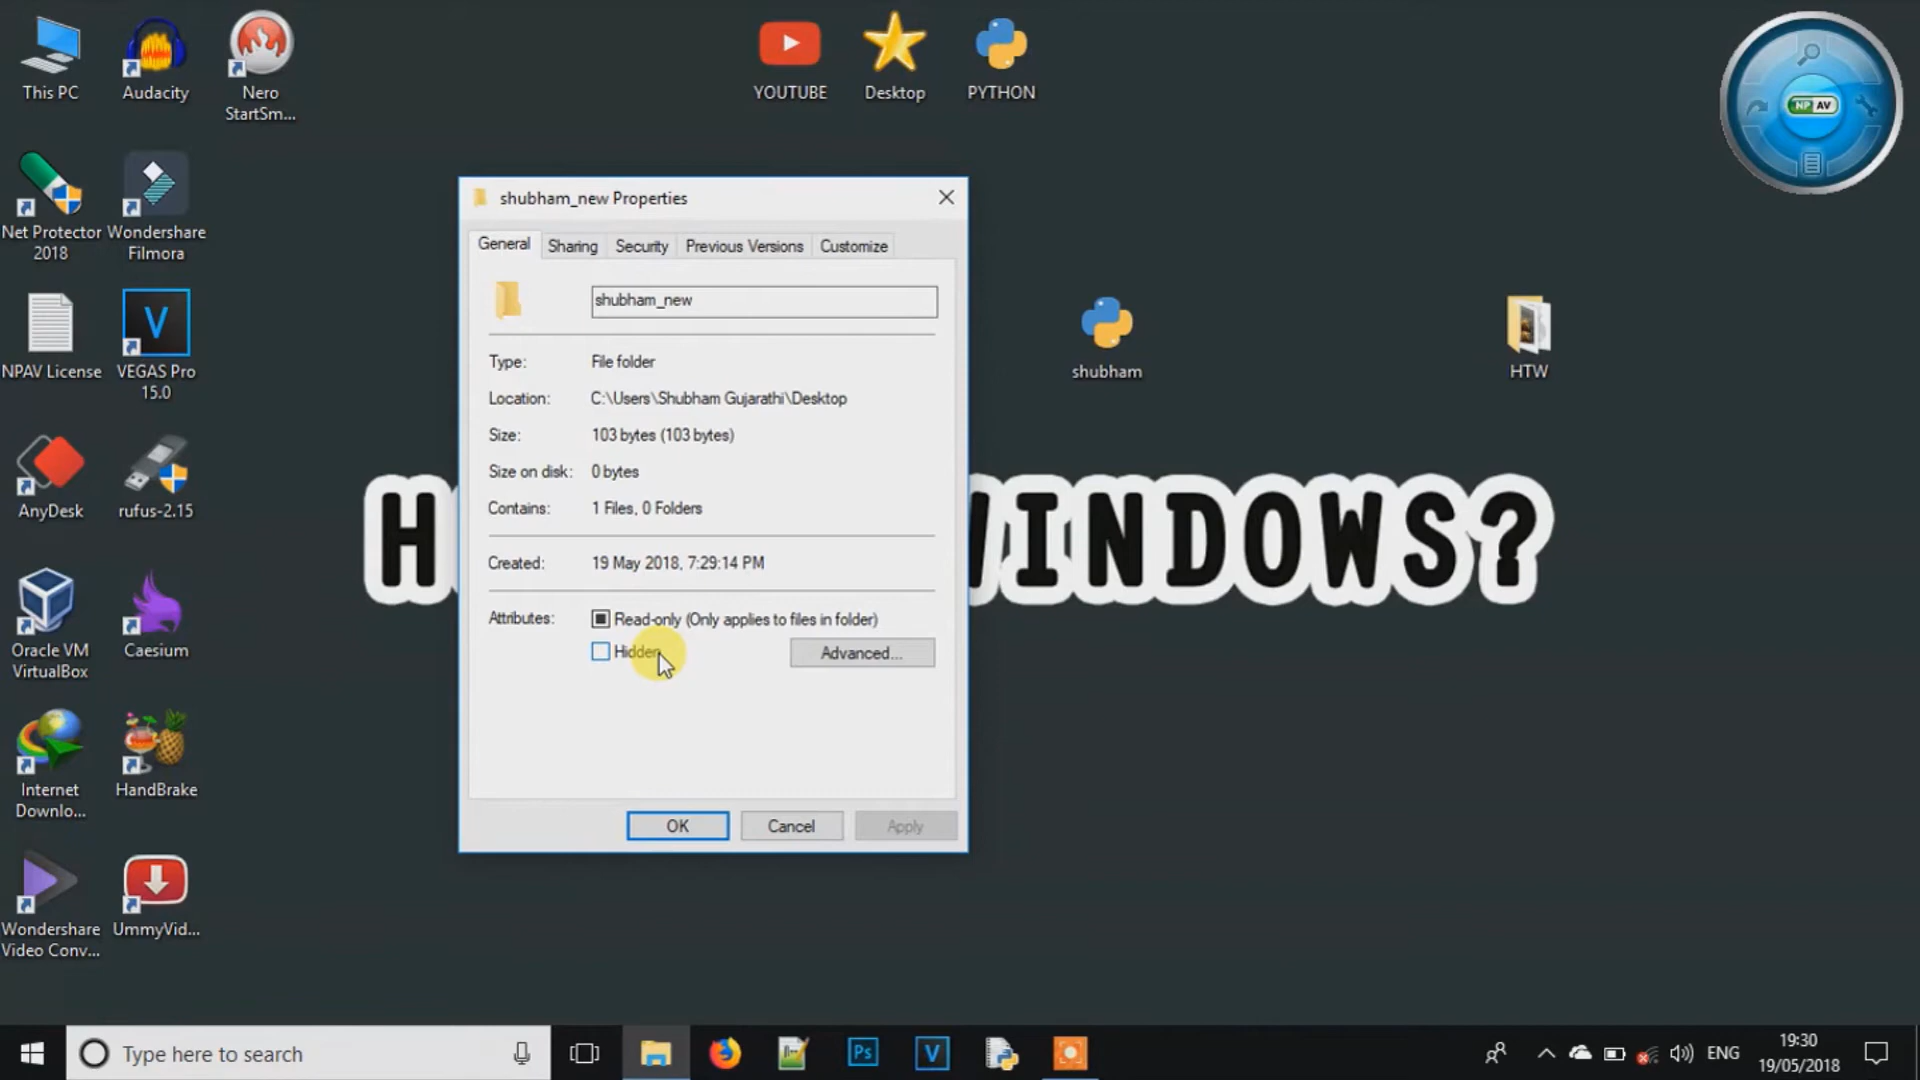 This PC
Audacity
Nero
StartSm...
YOUTUBE
Desktop
PYTHON
NP AV
Net Protector
2018
Wondershare
Filmora
NPAV License
VEGAS Pro
15.0
AnyDesk
rufus-2.15
Oracle VM
VirtualBox
Caesium
Internet
Downlo...
HandBrake
Wondershare
Video Conv...
UmmyVid...
shubham
HTW
WINDOWS?
shubham_new Properties
General
Sharing
Security
Previous Versions
Customize
shubham_new
Type: File folder
Location: C:\Users\Shubham Gujarathi\Desktop
Size: 103 bytes (103 bytes)
Size on disk: 0 bytes
Contains: 1 Files, 0 Folders
Created: 19 May 2018, 7:29:14 PM
Attributes: Read-only (Only applies to files in folder)
Hidden
Advanced...
OK
Cancel
Apply
Type here to search
Ps
V
ENG
19:30
19/05/2018